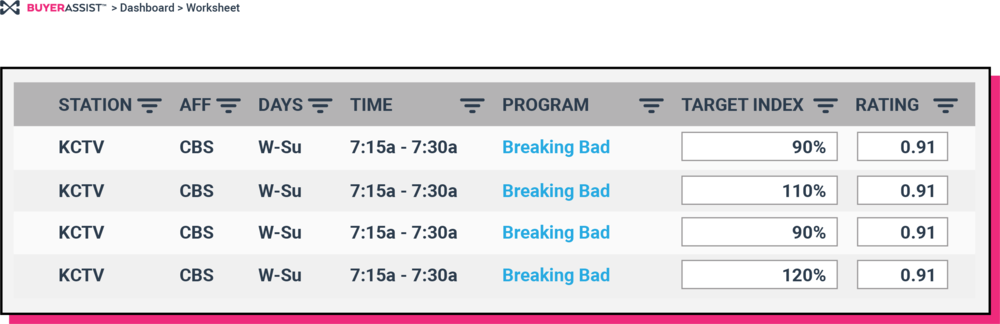 BUYERASSIST™ > Dashboard > Worksheet
STATION AFF DAYS TIME PROGRAM TARGET INDEX RATING
KCTV CBS W-Su 7:15a - 7:30a Breaking Bad 90% 0.91
KCTV CBS W-Su 7:15a - 7:30a Breaking Bad 110% 0.91
KCTV CBS W-Su 7:15a - 7:30a Breaking Bad 90% 0.91
KCTV CBS W-Su 7:15a - 7:30a Breaking Bad 120% 0.91